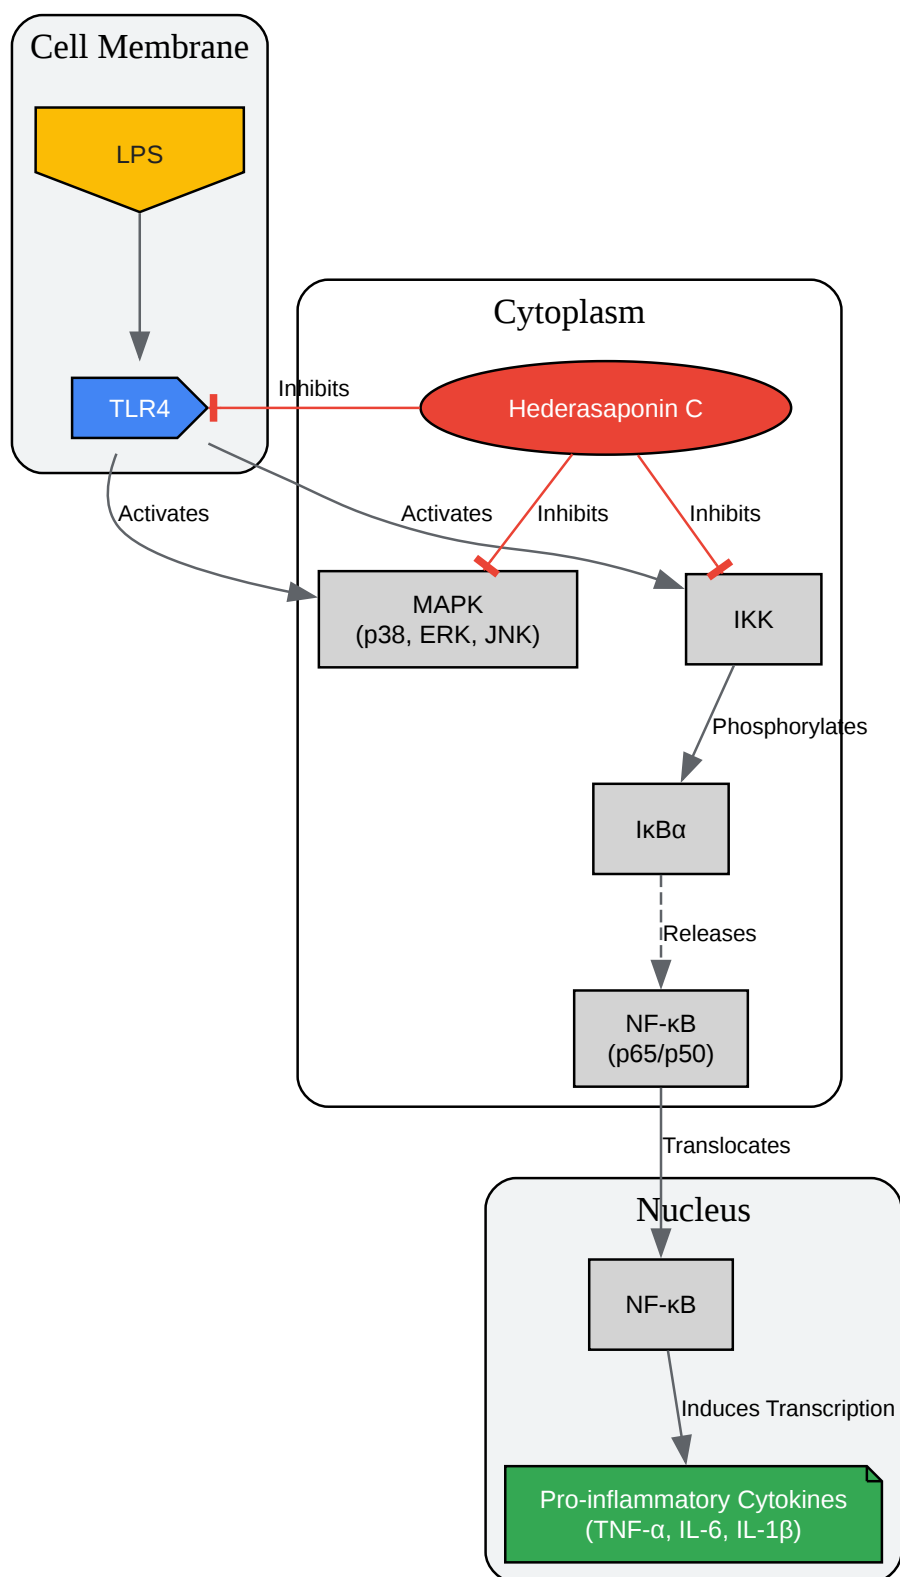 Cell Membrane
LPS
Cytoplasm
TLR4
Inhibits
Hederasaponin C
Activates
Activates
Inhibits
Inhibits
MAPK
(p38, ERK, JNK)
IKK
Phosphorylates
IκBα
Releases
NF-κB
(p65/p50)
Translocates
Nucleus
NF-κB
Induces Transcription
Pro-inflammatory Cytokines
(TNF-α, IL-6, IL-1β)